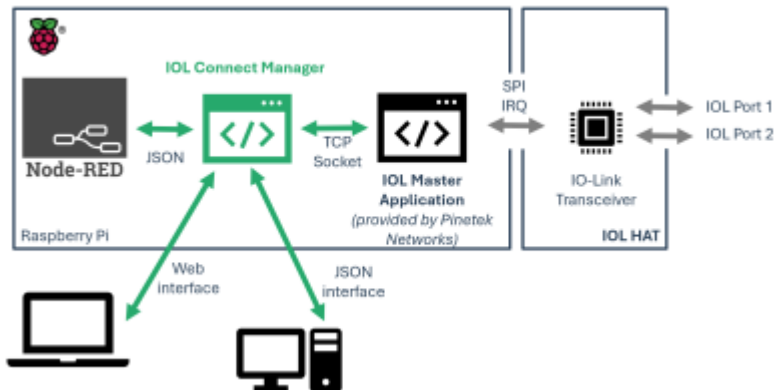 IOL Connect Manager
</>
</>
Node-RED
JSON
TCP
Socket
SPI
IRQ
IOL Port 1
IOL Port 2
IOL Master
Application
(provided by Pinetek
Networks)
IO-Link
Transceiver
Raspberry Pi
IOL HAT
Web
interface
JSON
interface